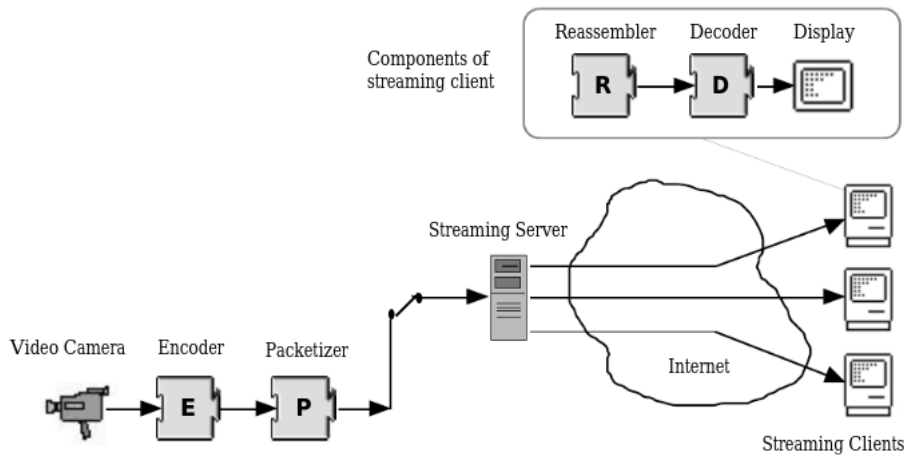 Components of
streaming client
Reassembler
Decoder
Display
R
D
Streaming Server
Video Camera
Encoder
Packetizer
E
P
Internet
Streaming Clients